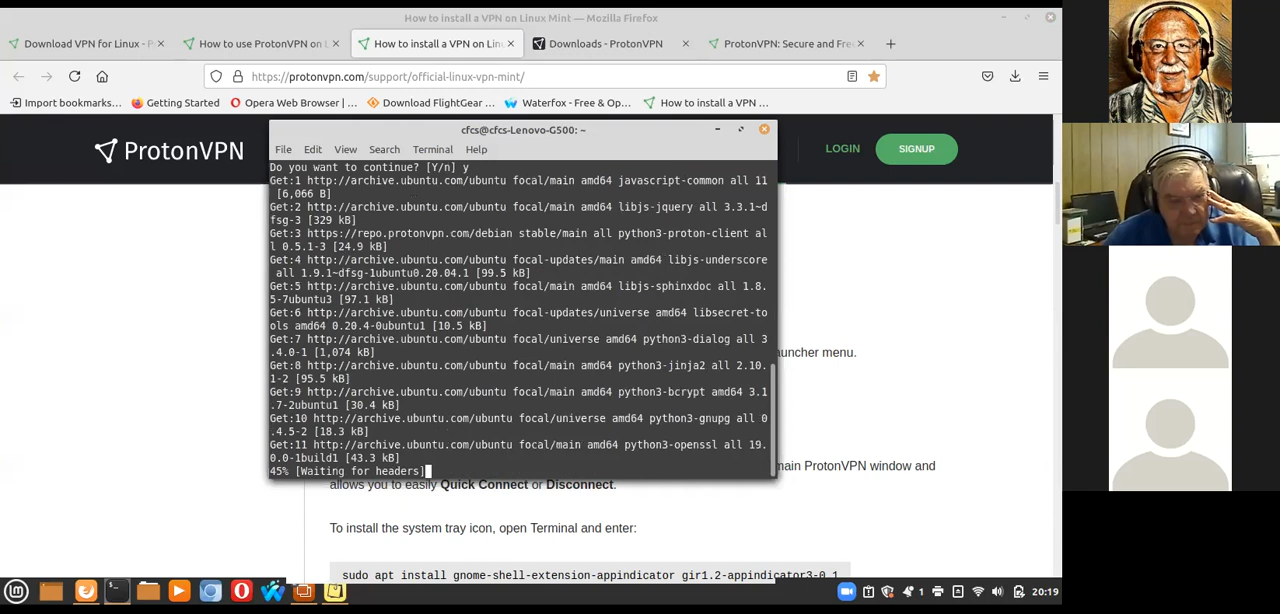 How to install a VPN on Linux Mint — Mozilla Firefox
Download VPN for Linux - P ×
How to use ProtonVPN on L ×
How to install a VPN on Lin ×
Downloads - ProtonVPN ×
ProtonVPN: Secure and Fre ×
https://protonvpn.com/support/official-linux-vpn-mint/
Import bookmarks...
Getting Started
Opera Web Browser | ...
Download FlightGear ...
Waterfox - Free & Op...
How to install a VPN ...
ProtonVPN
LOGIN
SIGNUP
cfcs@cfcs-Lenovo-G500: ~
File Edit View Search Terminal Help
Do you want to continue? [Y/n] y
Get:1 http://archive.ubuntu.com/ubuntu focal/main amd64 javascript-common all 11
[6,066 B]
Get:2 http://archive.ubuntu.com/ubuntu focal/main amd64 libjs-jquery all 3.3.1~d
fsg-3 [329 kB]
Get:3 https://repo.protonvpn.com/debian stable/main all python3-proton-client al
l 0.5.1-3 [24.9 kB]
Get:4 http://archive.ubuntu.com/ubuntu focal-updates/main amd64 libjs-underscore
all 1.9.1~dfsg-1ubuntu0.20.04.1 [99.5 kB]
Get:5 http://archive.ubuntu.com/ubuntu focal/main amd64 libjs-sphinxdoc all 1.8.
5-7ubuntu3 [97.1 kB]
Get:6 http://archive.ubuntu.com/ubuntu focal-updates/universe amd64 libsecret-to
ols amd64 0.20.4-0ubuntu1 [10.5 kB]
Get:7 http://archive.ubuntu.com/ubuntu focal/universe amd64 python3-dialog all 3
.4.0-1 [1,074 kB]
Get:8 http://archive.ubuntu.com/ubuntu focal/main amd64 python3-jinja2 all 2.10.
1-2 [95.5 kB]
Get:9 http://archive.ubuntu.com/ubuntu focal/main amd64 python3-bcrypt amd64 3.1
.7-2ubuntu1 [30.4 kB]
Get:10 http://archive.ubuntu.com/ubuntu focal/universe amd64 python3-gnupg all 0
.4.5-2 [18.3 kB]
Get:11 http://archive.ubuntu.com/ubuntu focal/main amd64 python3-openssl all 19.
0.0-1build1 [43.3 kB]
45% [Waiting for headers]
auncher menu.
main ProtonVPN window and
allows you to easily Quick Connect or Disconnect.
To install the system tray icon, open Terminal and enter:
sudo apt install gnome-shell-extension-appindicator gir1.2-appindicator3-0.1
1
20:19